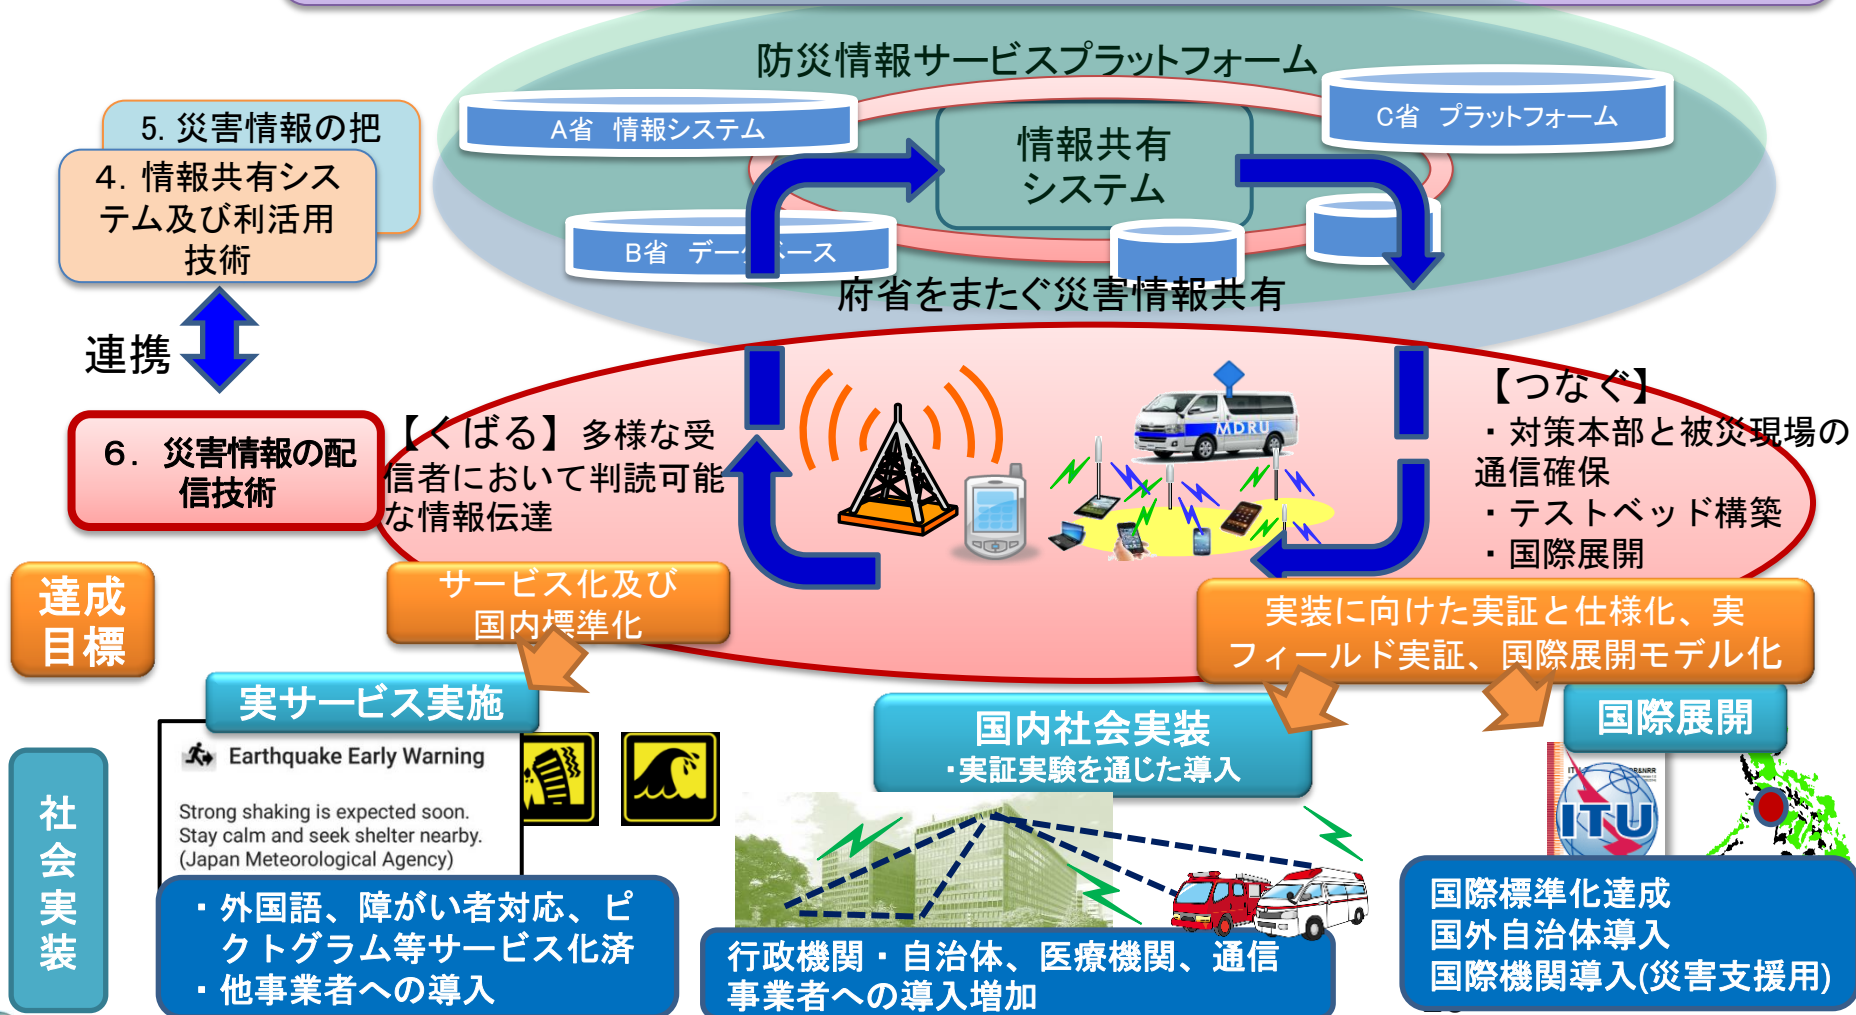 防災情報サービスプラットフォーム
A省 情報システム
C省 プラットフォーム
情報共有
システム
B省 データベース
府省をまたぐ災害情報共有
5. 災害情報の把
4. 情報共有シス
テム及び利活用
技術
連携
6. 災害情報の配
信技術
【くばる】多様な受
信者において判読可能
な情報伝達
MDRU
【つなぐ】
・対策本部と被災現場の
通信確保
・テストベッド構築
・国際展開
達成
目標
サービス化及び
国内標準化
実装に向けた実証と仕様化、実
フィールド実証、国際展開モデル化
社会実装
実サービス実施
Earthquake Early Warning
Strong shaking is expected soon.
Stay calm and seek shelter nearby.
(Japan Meteorological Agency)
・外国語、障がい者対応、ピ
クトグラム等サービス化済
・他事業者への導入
国内社会実装
・実証実験を通じた導入
行政機関・自治体、医療機関、通信
事業者への導入増加
国際展開
ITU
国際標準化達成
国外自治体導入
国際機関導入(災害支援用)